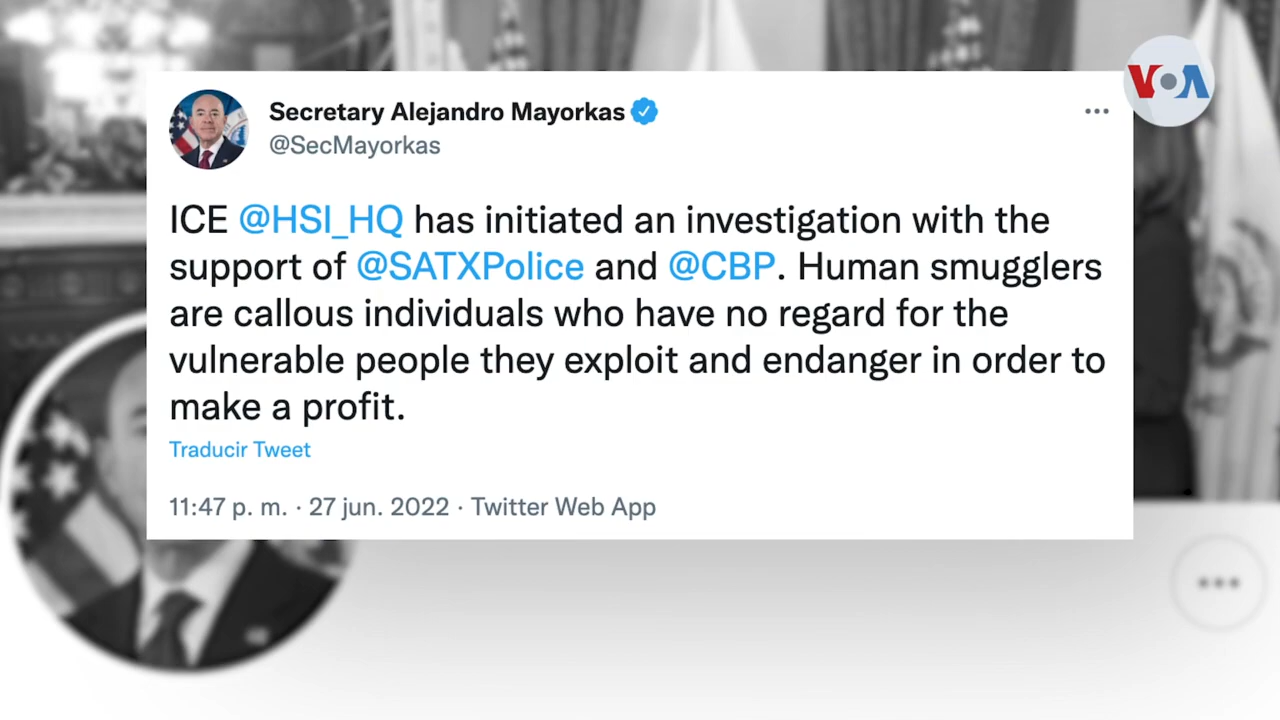 VOA
Secretary Alejandro Mayorkas
@SecMayorkas
ICE @HSI_HQ has initiated an investigation with the
support of @SATXPolice and @CBP. Human smugglers
are callous individuals who have no regard for the
vulnerable people they exploit and endanger in order to
make a profit.
Traducir Tweet
11:47 p. m. · 27 jun. 2022 · Twitter Web App